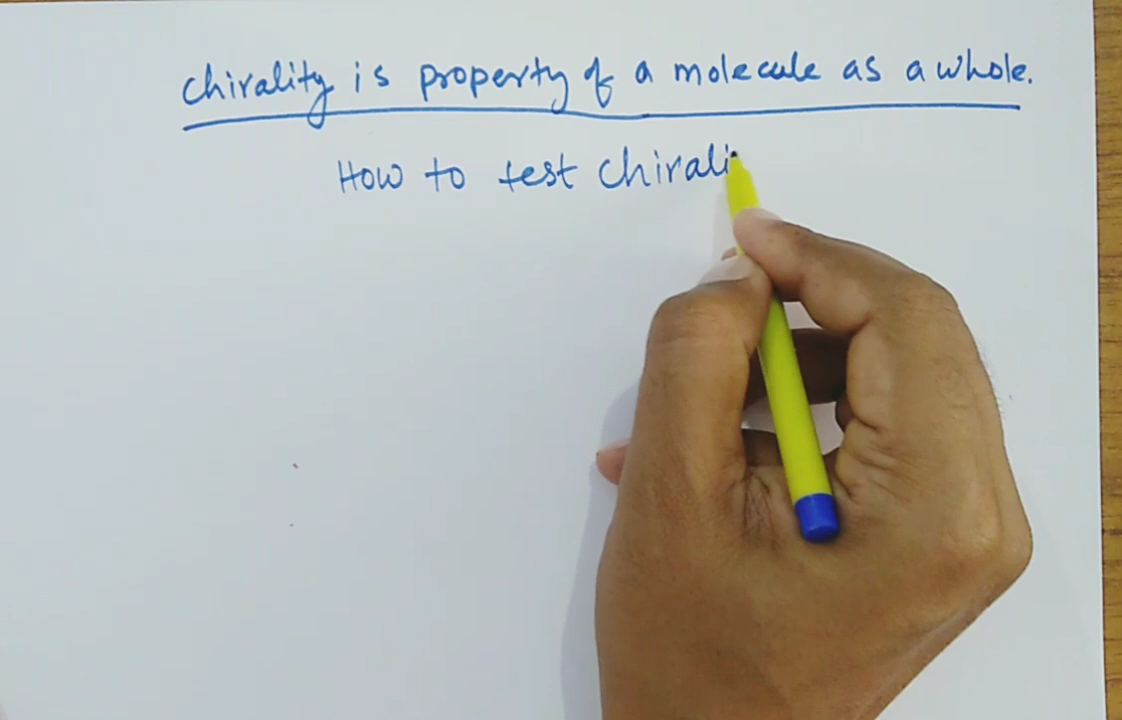 chirality is property of a molecule as a whole.
How to test chirali